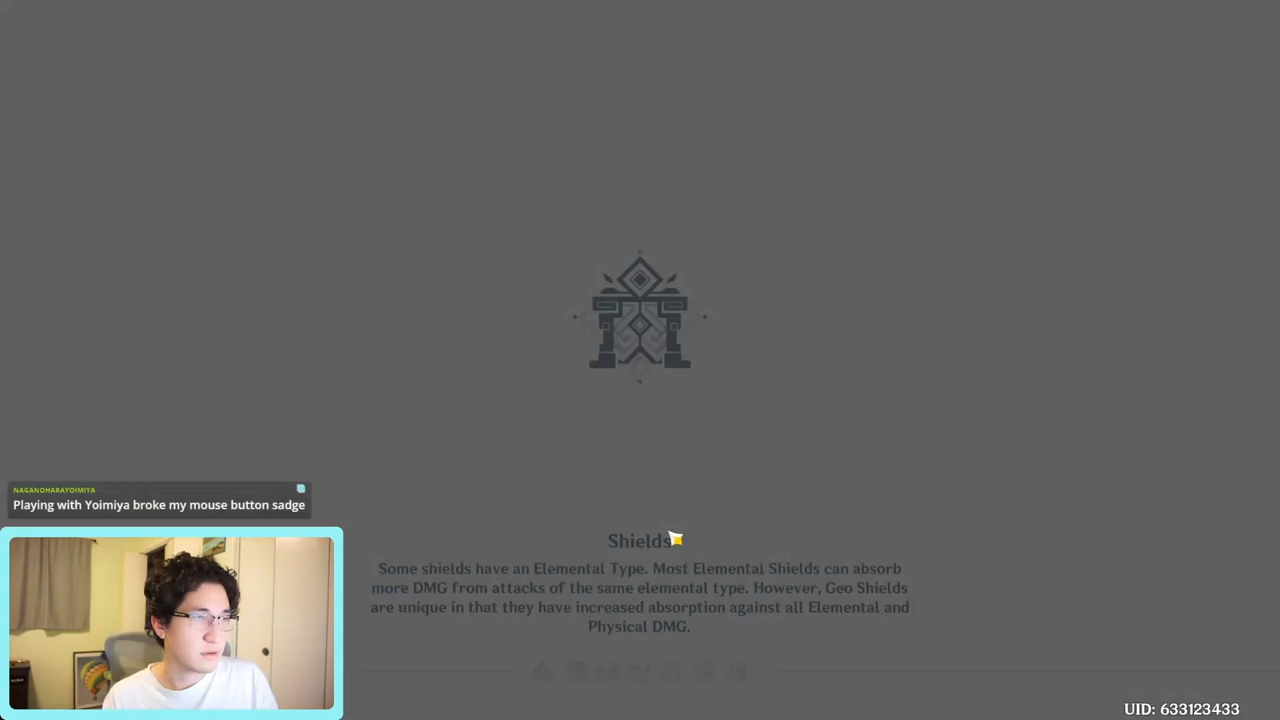 NAGANOHARAYOIMIYA
Playing with Yoimiya broke my mouse button sadge
Shields
Some shields have an Elemental Type. Most Elemental Shields can absorb
more DMG from attacks of the same elemental type. However, Geo Shields
are unique in that they have increased absorption against all Elemental and
Physical DMG.
UID: 633123433